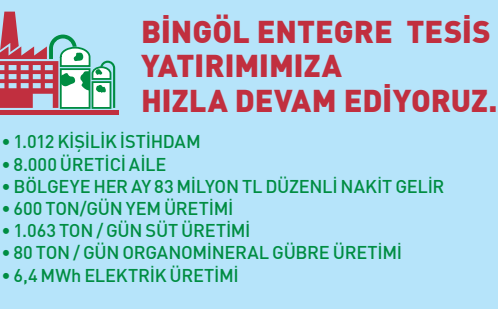 BİNGÖL ENTEGRE TESİS
YATIRIMIMIZA
HIZLA DEVAM EDİYORUZ.
• 1.012 KİŞİLİK İSTİHDAM
• 8.000 ÜRETİCİ AİLE
• BÖLGEYE HER AY 83 MİLYON TL DÜZENLİ NAKİT GELİR
• 600 TON/GÜN YEM ÜRETİMİ
• 1.063 TON / GÜN SÜT ÜRETİMİ
• 80 TON / GÜN ORGANOMİNERAL GÜBRE ÜRETİMİ
• 6,4 MWh ELEKTRİK ÜRETİMİ